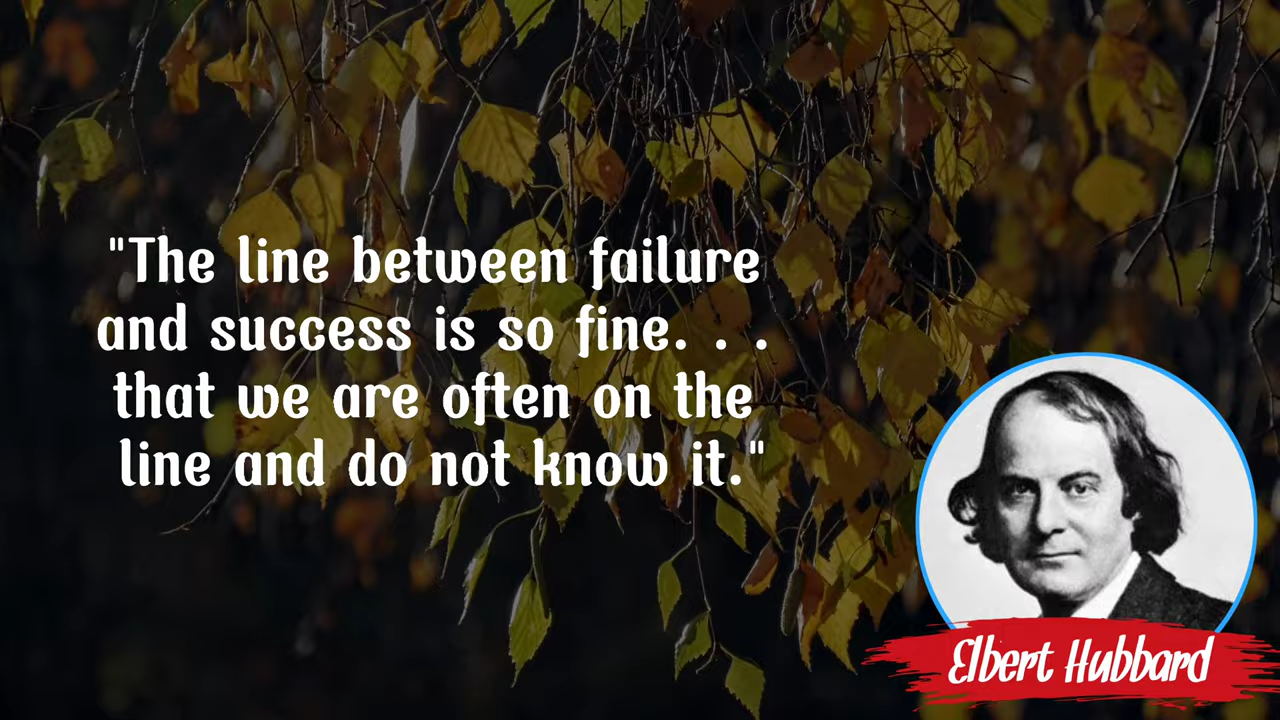 "The line between failure
and success is so fine. . .
that we are often on the
line and do not know it."
Elbert Hubbard